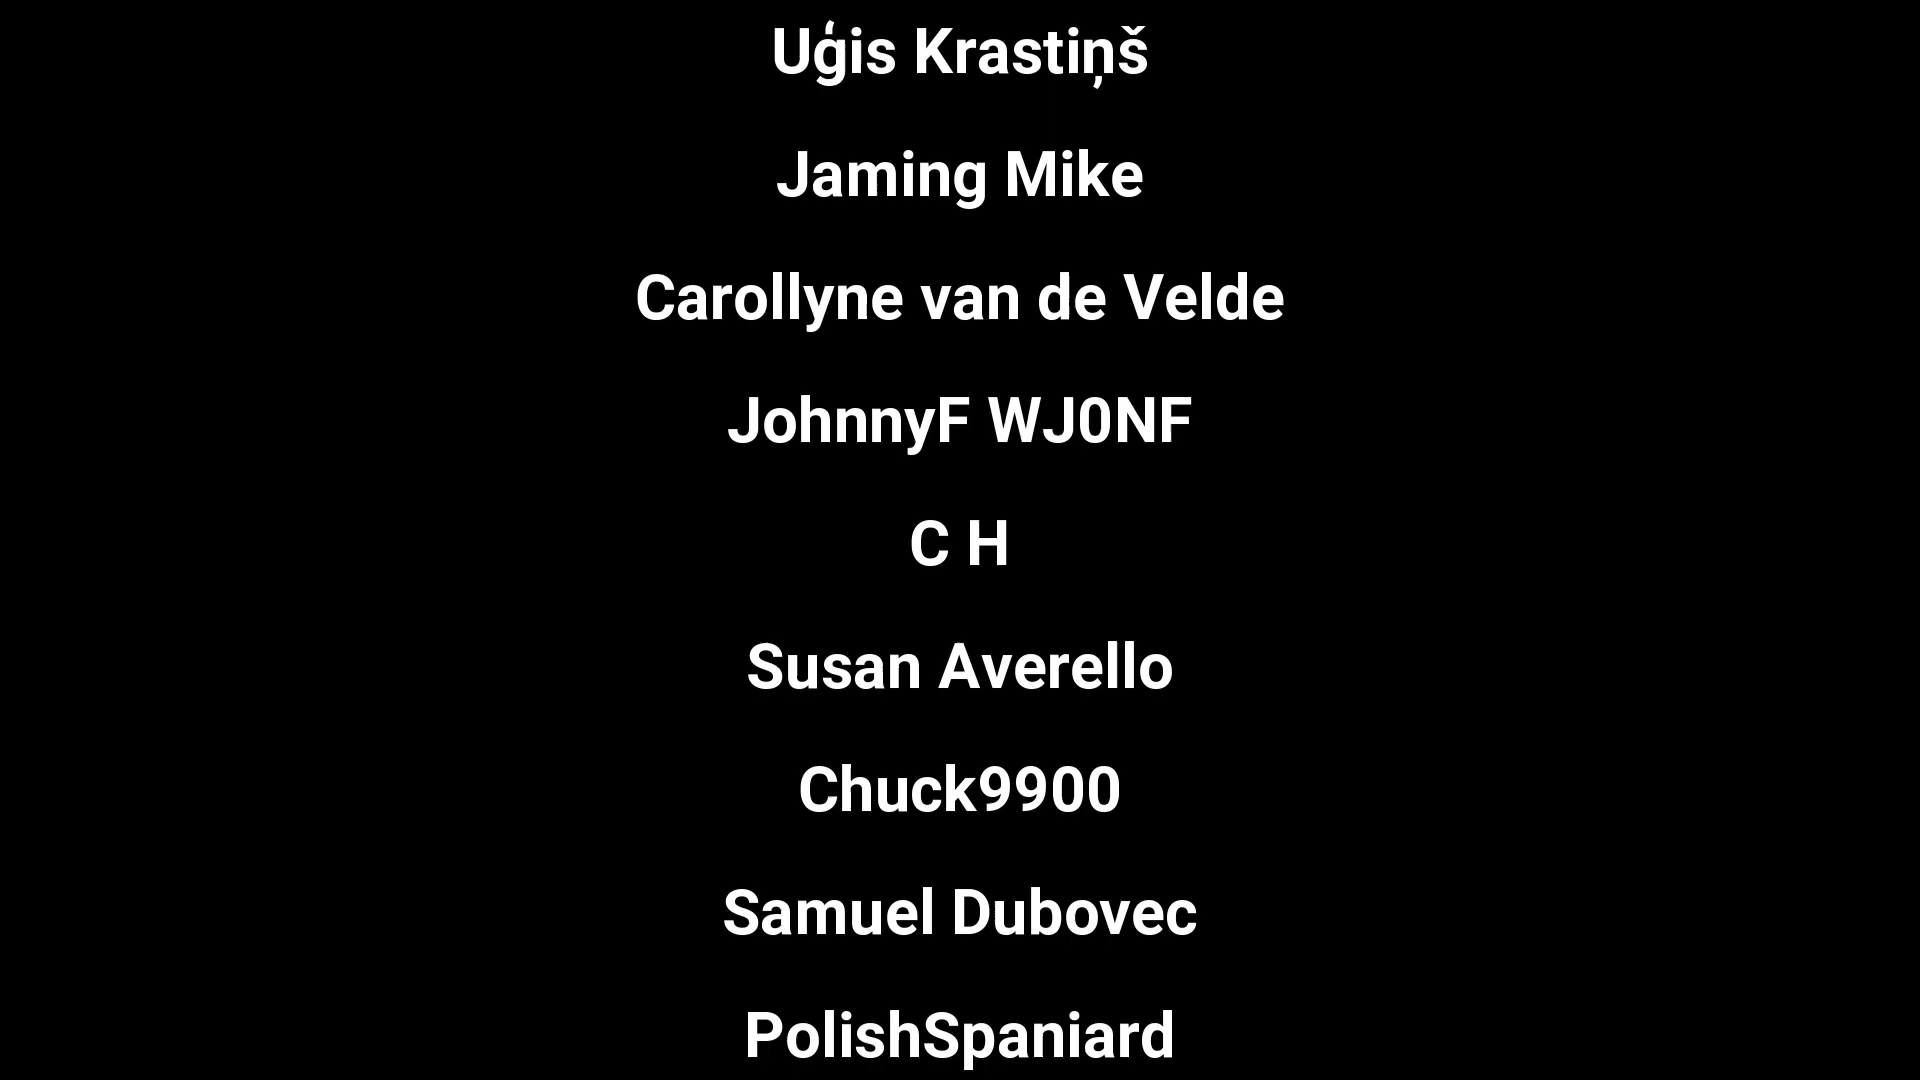 Uģis Krastiņš
Jaming Mike
Carollyne van de Velde
JohnnyF WJ0NF
C H
Susan Averello
Chuck9900
Samuel Dubovec
PolishSpaniard